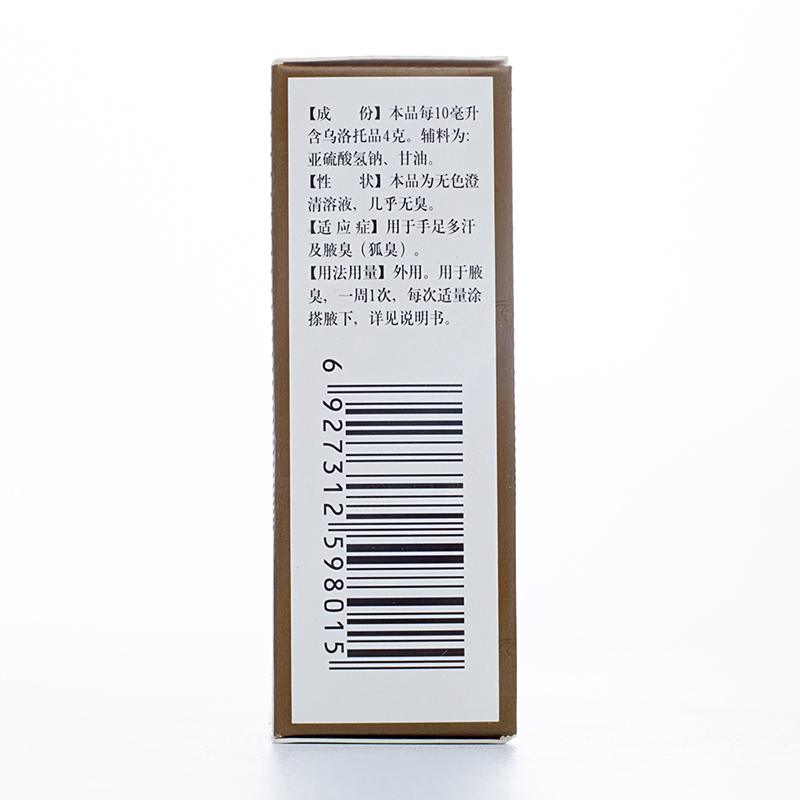 【成 份】本品每10毫升
含乌洛托品4克。辅料为:
亚硫酸氢钠、甘油。
【性 状】本品为无色澄
清溶液，几乎无臭。
【适 应 症】用于手足多汗
及腋臭（狐臭）。
【用法用量】外用。用于腋
臭，一周1次，每次适量涂
搽腋下，详见说明书。
6 927312 598015